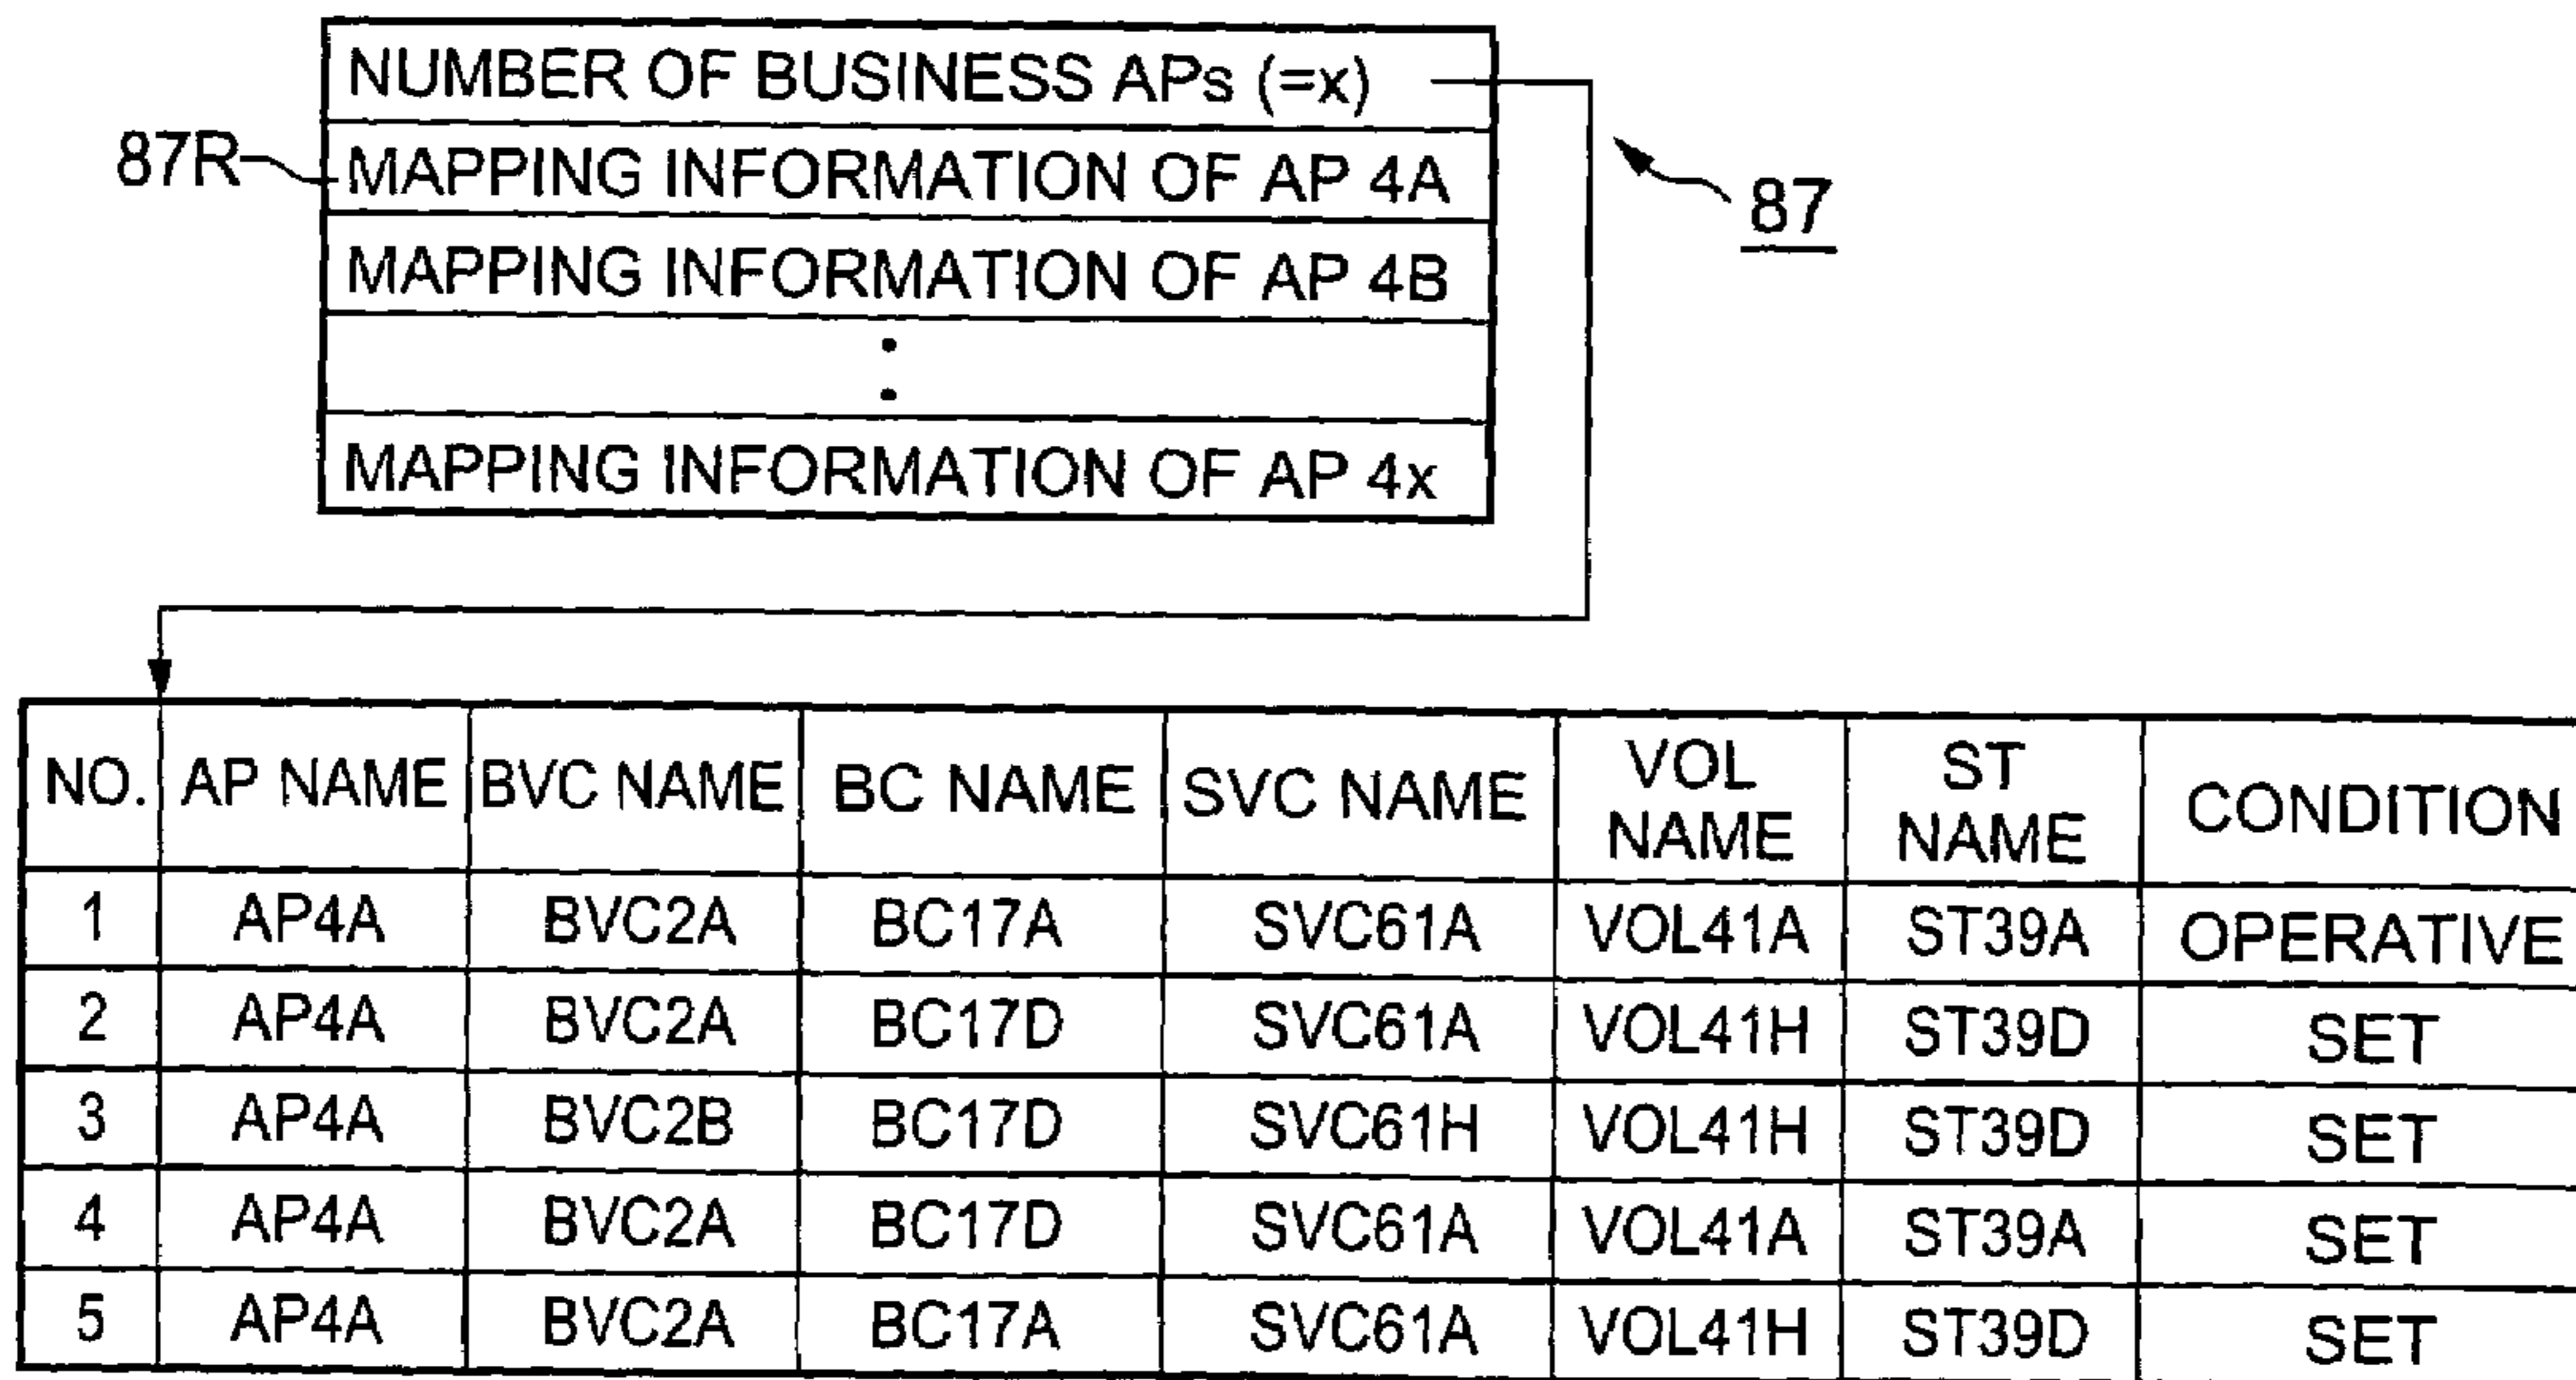 NUMBER OF BUSINESS APs (=x)
87R
MAPPING INFORMATION OF AP 4A
87
MAPPING INFORMATION OF AP 4B
MAPPING INFORMATION OF AP 4x
NO. AP NAME BVC NAME BC NAME SVC NAME VOL NAME ST NAME CONDITION
1 AP4A BVC2A BC17A SVC61A VOL41A ST39A OPERATIVE
2 AP4A BVC2A BC17D SVC61A VOL41H ST39D SET
3 AP4A BVC2B BC17D SVC61H VOL41H ST39D SET
4 AP4A BVC2A BC17D SVC61A VOL41A ST39A SET
5 AP4A BVC2A BC17A SVC61A VOL41H ST39D SET